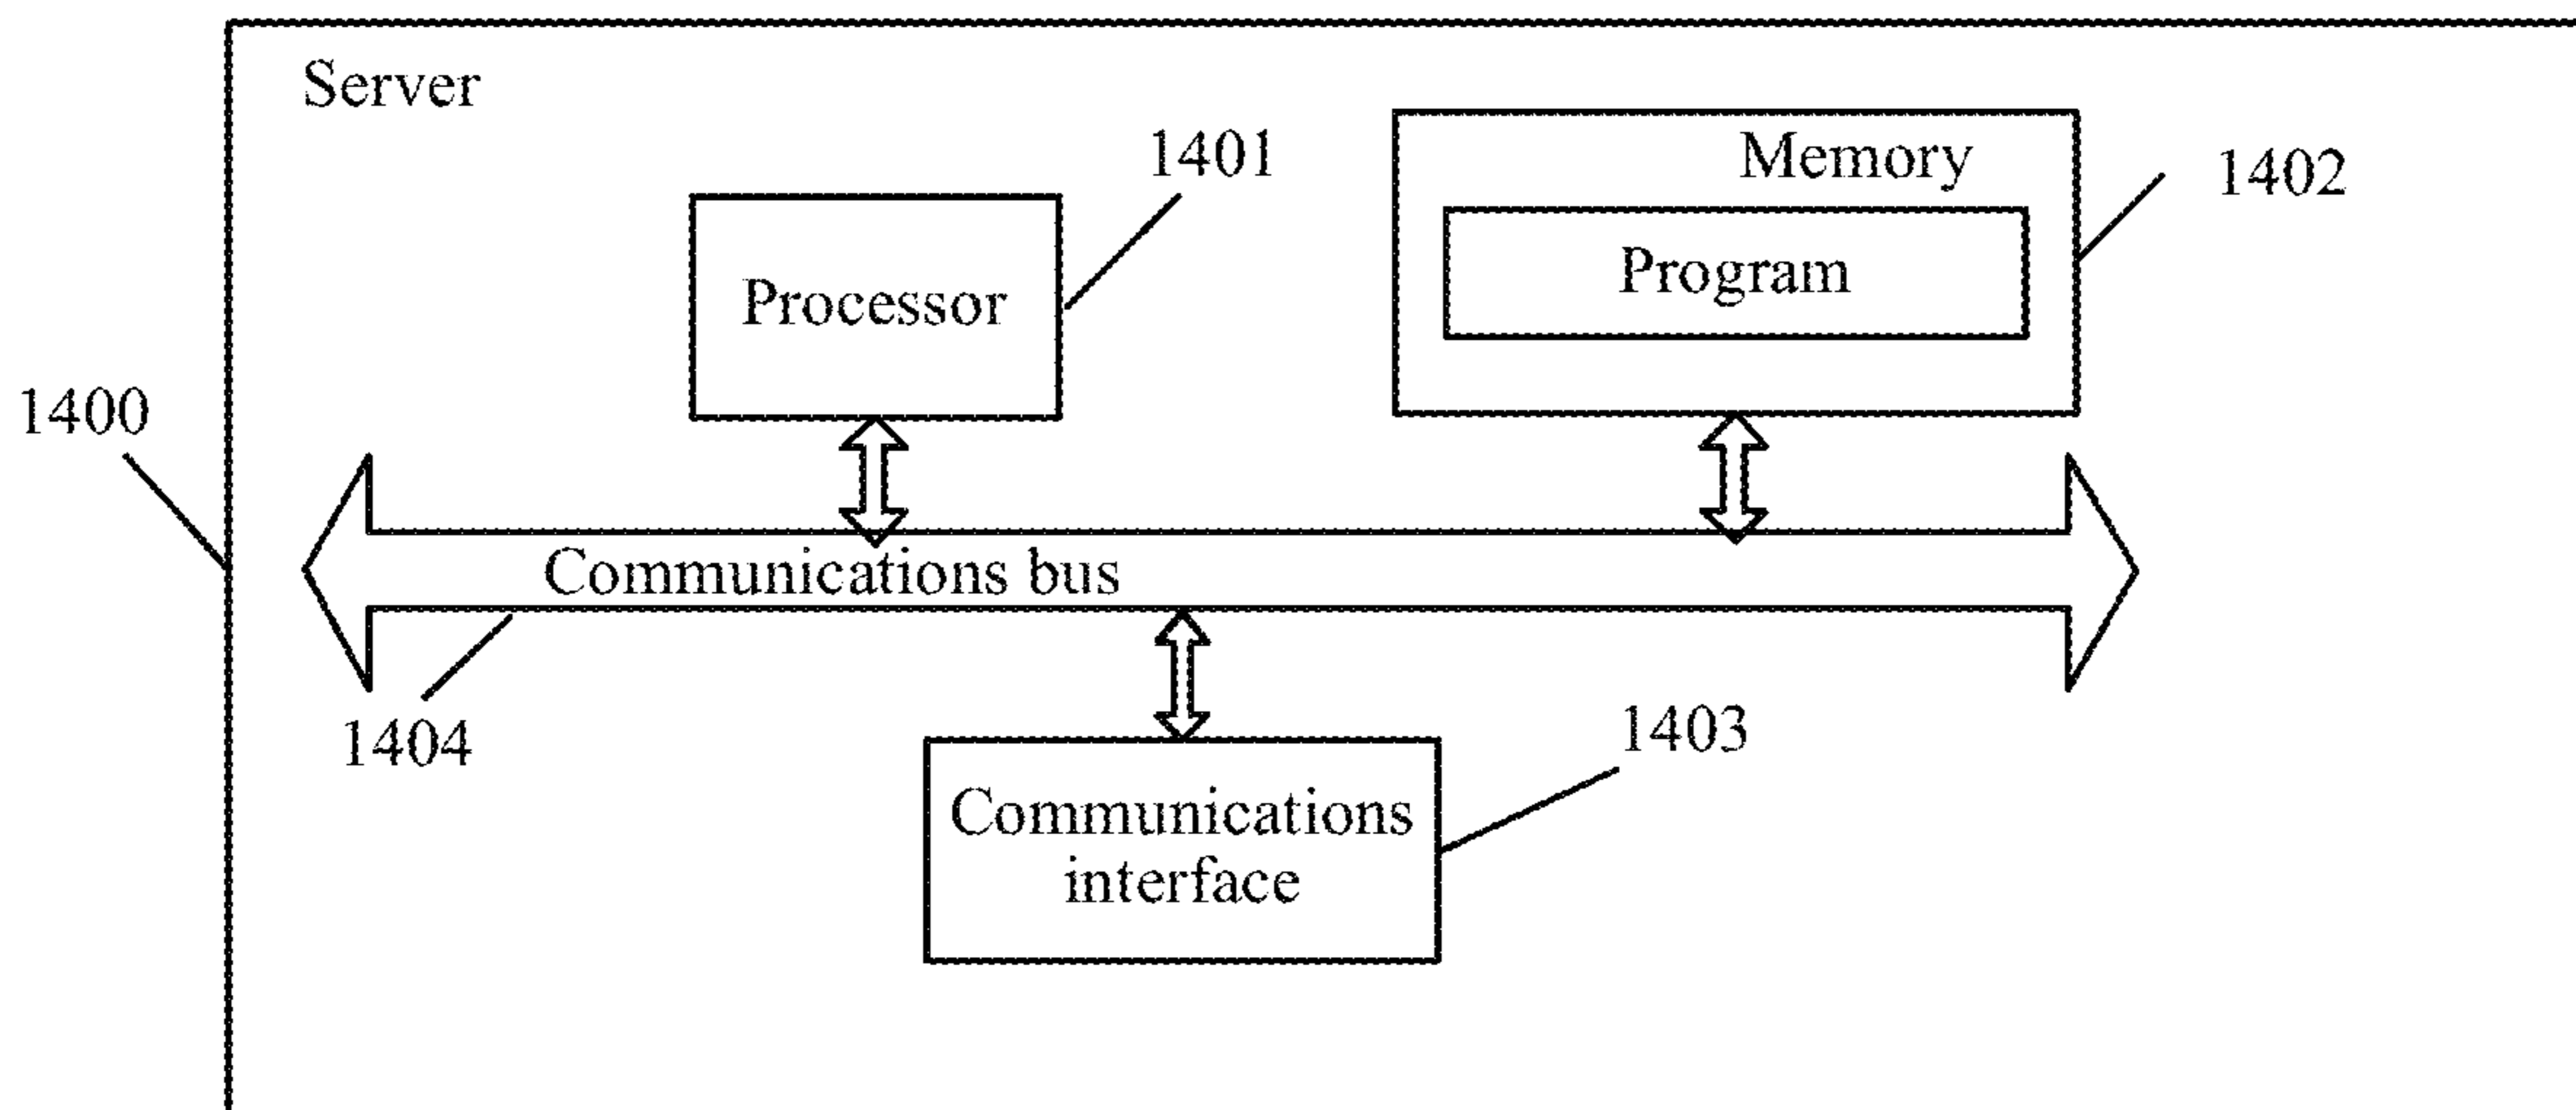 Server
1401
Memory
1402
Processor
Program
1400
Communications bus
1404
1403
Communications
interface